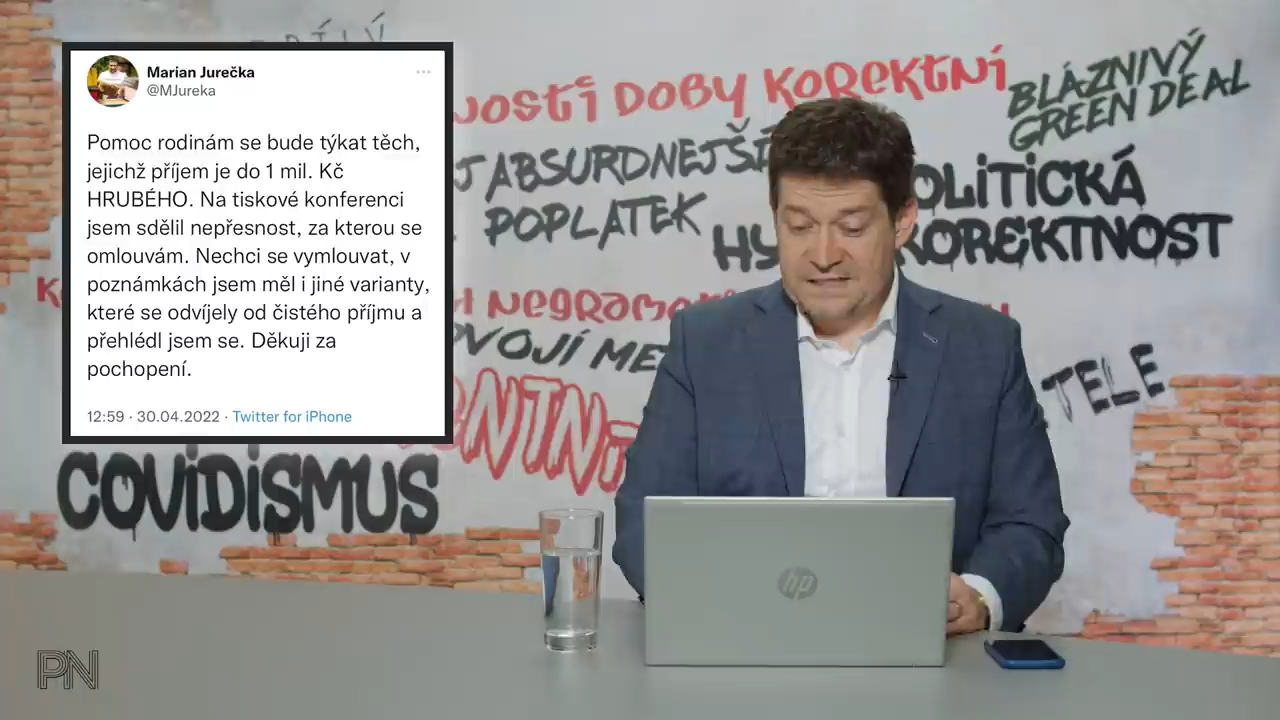 Marian Jurečka
@MJureka
Pomoc rodinám se bude týkat těch,
jejichž příjem je do 1 mil. Kč
HRUBÉHO. Na tiskové konferenci
jsem sdělil nepřesnost, za kterou se
omlouvám. Nechci se vymlouvat, v
poznámkách jsem měl i jiné varianty,
které se odvíjely od čistého příjmu a
přehlédl jsem se. Děkuji za
pochopení.
12:59 · 30.04.2022 · Twitter for iPhone
DOBY KOREKTNÍ
BLÁZNIVÝ
GREEN DEAL
ABSURDNEJŠÍ
POPLATEK
POLITICKÁ
KOREKTNOST
COVIDISMUS
TELE
hp
PN